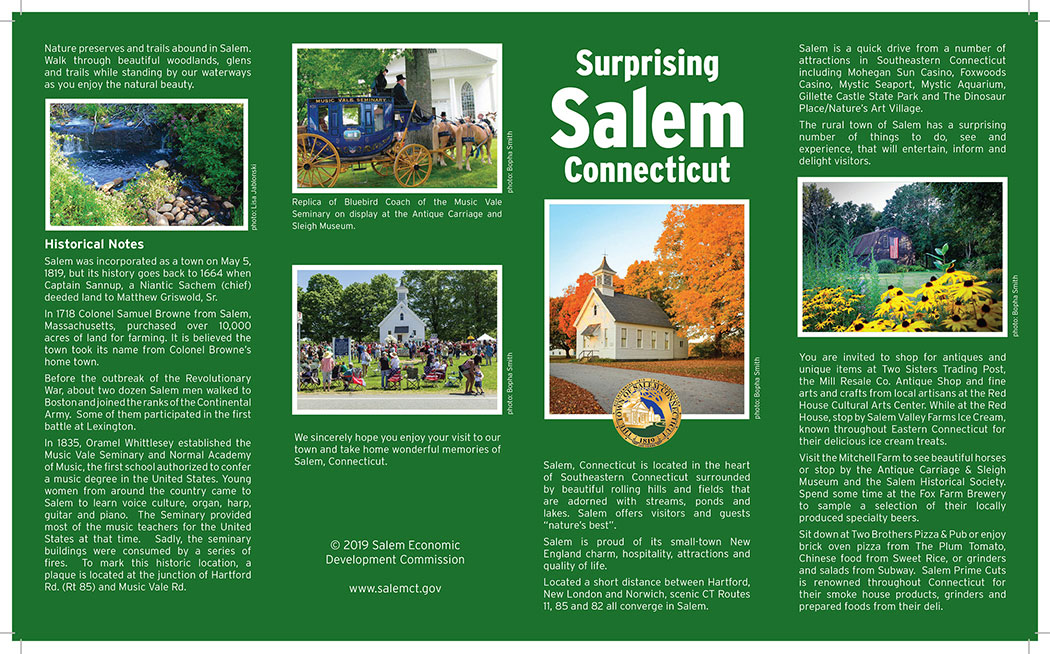 Nature preserves and trails abound in Salem.
Walk through beautiful woodlands, glens
and trails while standing by our waterways
as you enjoy the natural beauty.
photo: Lisa Jablonski
Historical Notes
Salem was incorporated as a town on May 5,
1819, but its history goes back to 1664 when
Captain Sannup, a Niantic Sachem (chief)
deeded land to Matthew Griswold, Sr.
In 1718 Colonel Samuel Browne from Salem,
Massachusetts, purchased over 10,000
acres of land for farming. It is believed the
town took its name from Colonel Browne's
home town.
Before the outbreak of the Revolutionary
War, about two dozen Salem men walked to
Boston and joined the ranks of the Continental
Army. Some of them participated in the first
battle at Lexington.
In 1835, Oramel Whittlesey established the
Music Vale Seminary and Normal Academy
of Music, the first school authorized to confer
a music degree in the United States. Young
women from around the country came to
Salem to learn voice culture, organ, harp,
guitar and piano. The Seminary provided
most of the music teachers for the United
States at that time. Sadly, the seminary
buildings were consumed by a series of
fires. To mark this historic location, a
plaque is located at the junction of Hartford
Rd. (Rt 85) and Music Vale Rd.
MUSIC VALE SEMINARY
photo: Bopha Smith
Replica of Bluebird Coach of the Music Vale
Seminary on display at the Antique Carriage and
Sleigh Museum.
photo: Bopha Smith
We sincerely hope you enjoy your visit to our
town and take home wonderful memories of
Salem, Connecticut.
© 2019 Salem Economic
Development Commission
www.salemct.gov
Surprising
Salem
Connecticut
photo: Bopha Smith
1819
Salem, Connecticut is located in the heart
of Southeastern Connecticut surrounded
by beautiful rolling hills and fields that
are adorned with streams, ponds and
lakes. Salem offers visitors and guests
"nature's best".
Salem is proud of its small-town New
England charm, hospitality, attractions and
quality of life.
Located a short distance between Hartford,
New London and Norwich, scenic CT Routes
11, 85 and 82 all converge in Salem.
Salem is a quick drive from a number of
attractions in Southeastern Connecticut
including Mohegan Sun Casino, Foxwoods
Casino, Mystic Seaport, Mystic Aquarium,
Gillette Castle State Park and The Dinosaur
Place/Nature's Art Village.
The rural town of Salem has a surprising
number of things to do, see and
experience, that will entertain, inform and
delight visitors.
photo: Bopha Smith
You are invited to shop for antiques and
unique items at Two Sisters Trading Post,
the Mill Resale Co. Antique Shop and fine
arts and crafts from local artisans at the Red
House Cultural Arts Center. While at the Red
House, stop by Salem Valley Farms Ice Cream,
known throughout Eastern Connecticut for
their delicious ice cream treats.
Visit the Mitchell Farm to see beautiful horses
or stop by the Antique Carriage & Sleigh
Museum and the Salem Historical Society.
Spend some time at the Fox Farm Brewery
to sample a selection of their locally
produced specialty beers.
Sit down at Two Brothers Pizza & Pub or enjoy
brick oven pizza from The Plum Tomato,
Chinese food from Sweet Rice, or grinders
and salads from Subway. Salem Prime Cuts
is renowned throughout Connecticut for
their smoke house products, grinders and
prepared foods from their deli.